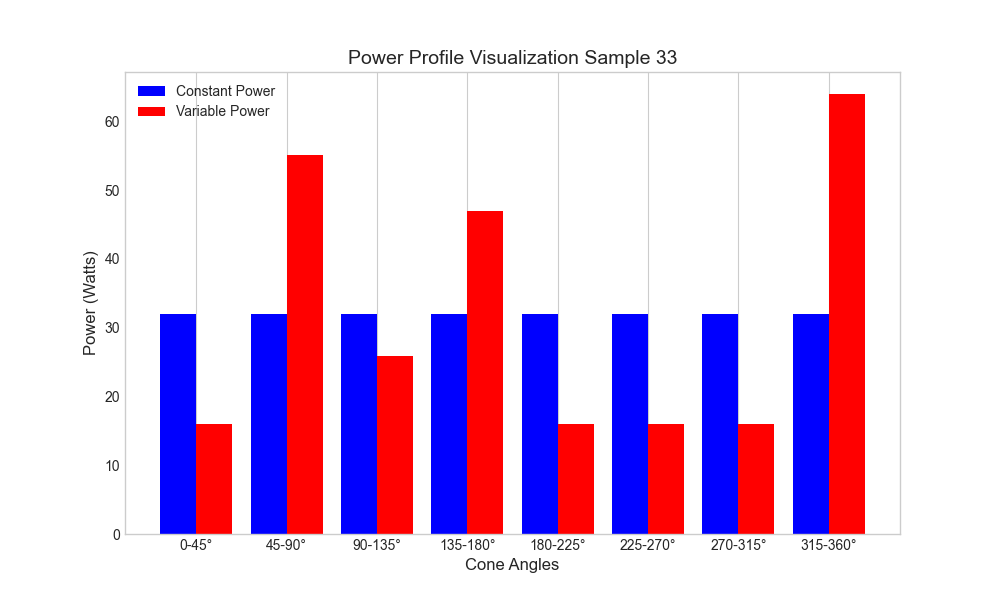 Power Profile Visualization Sample 33
Constant Power
Variable Power
Power (Watts)
60
50
40
30
20
10
0
0-45° 45-90° 90-135° 135-180° 180-225° 225-270° 270-315° 315-360°
Cone Angles